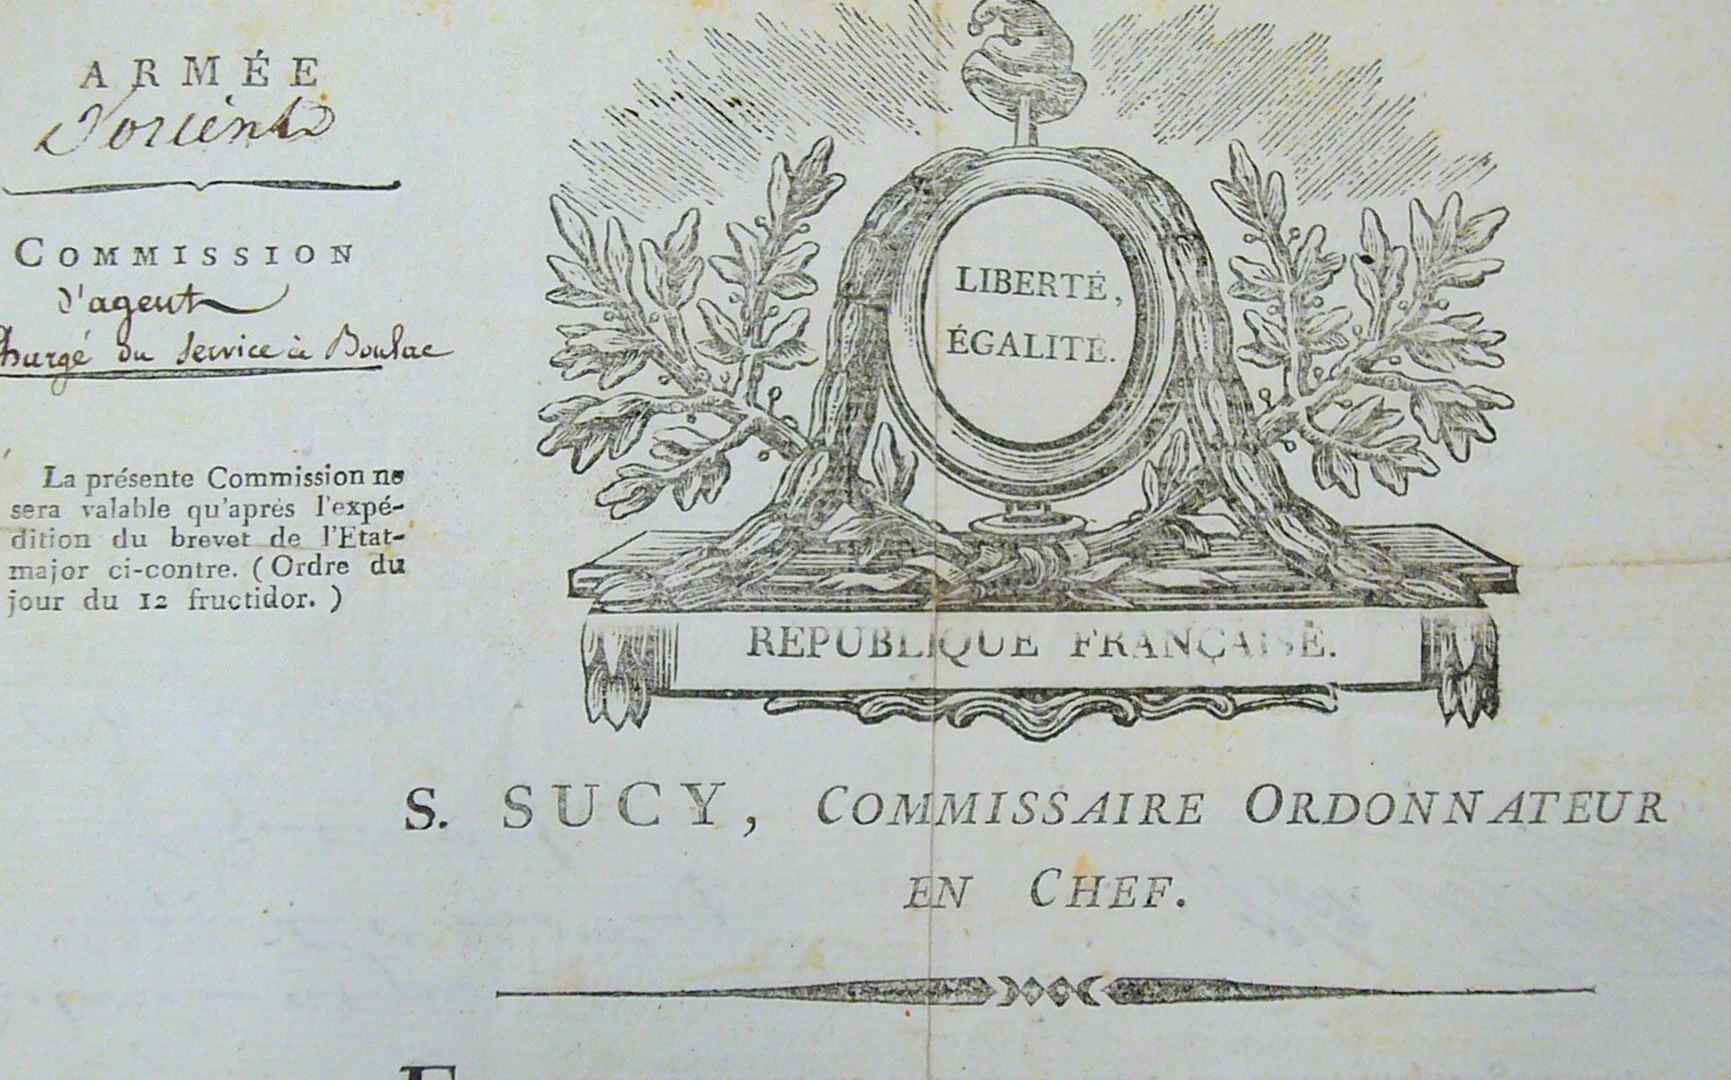 ARMÉE
d'orient
COMMISSION
d'agent
Chargé du service à Boulac
La présente Commission ne
sera valable qu'après l'expé-
dition du brevet de l'Etat-
major ci-contre. (Ordre du
jour du 12 fructidor.)
LIBERTÉ,
ÉGALITÉ.
REPUBLIQUE FRANÇAISE.
S. SUCY, COMMISSAIRE ORDONNATEUR
EN CHEF.